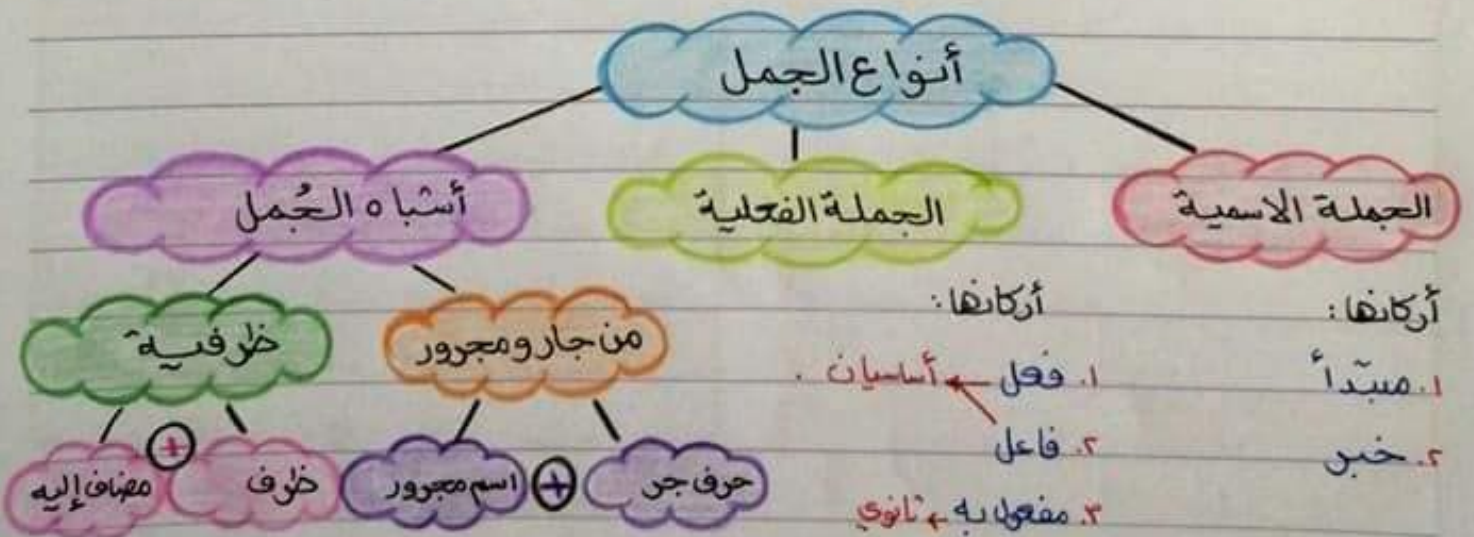 أنواع الجمل
الجملة الاسمية
الجملة الفعلية
أشباه الجُمل
أركانها:
١. مبتدأ
٢. خبر
أركانها:
١. فعل ← أساسيان.
٢. فاعل
٣. مفعول به ← ثانوي
من جار ومجرور
ظرفية
حرف جر + اسم مجرور
ظرف + مضاف إليه